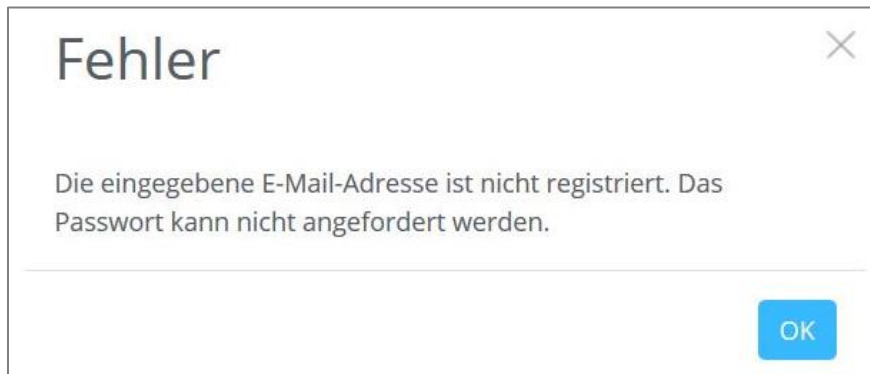 Fehler
Die eingegebene E-Mail-Adresse ist nicht registriert. Das
Passwort kann nicht angefordert werden.
OK